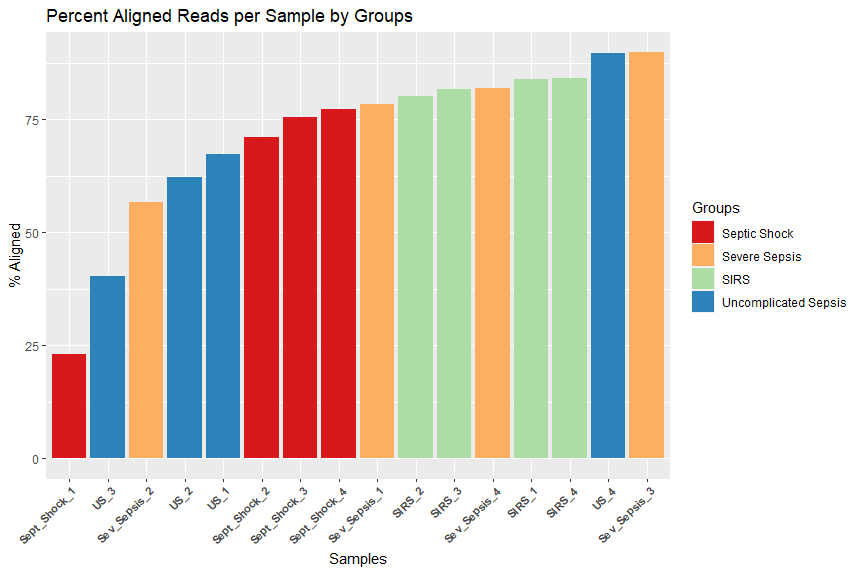 Percent Aligned Reads per Sample by Groups
% Aligned
75
50
25
0
Sept_Shock_1
US_3
Sev_Sepsis_2
US_2
US_1
Sept_Shock_2
Sept_Shock_3
Sept_Shock_4
Sev_Sepsis_1
SIRS_2
SIRS_3
Sev_Sepsis_4
SIRS_1
SIRS_4
US_4
Sev_Sepsis_3
Samples
Groups
Septic Shock
Severe Sepsis
SIRS
Uncomplicated Sepsis